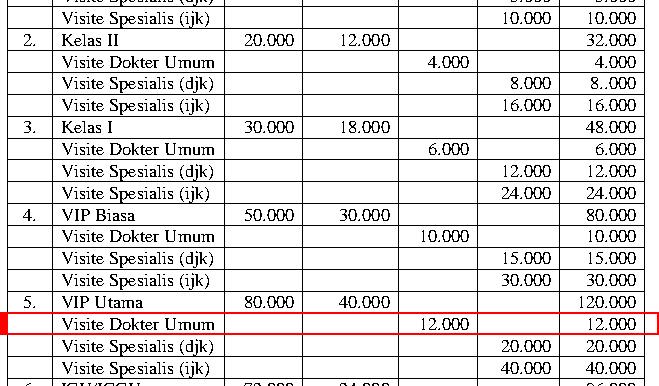 Visite Spesialis (ijk) 10.000 10.000
2. Kelas II 20.000 12.000 32.000
Visite Dokter Umum 4.000 4.000
Visite Spesialis (djk) 8.000 8..000
Visite Spesialis (ijk) 16.000 16.000
3. Kelas I 30.000 18.000 48.000
Visite Dokter Umum 6.000 6.000
Visite Spesialis (djk) 12.000 12.000
Visite Spesialis (ijk) 24.000 24.000
4. VIP Biasa 50.000 30.000 80.000
Visite Dokter Umum 10.000 10.000
Visite Spesialis (djk) 15.000 15.000
Visite Spesialis (ijk) 30.000 30.000
5. VIP Utama 80.000 40.000 120.000
Visite Dokter Umum 12.000 12.000
Visite Spesialis (djk) 20.000 20.000
Visite Spesialis (ijk) 40.000 40.000